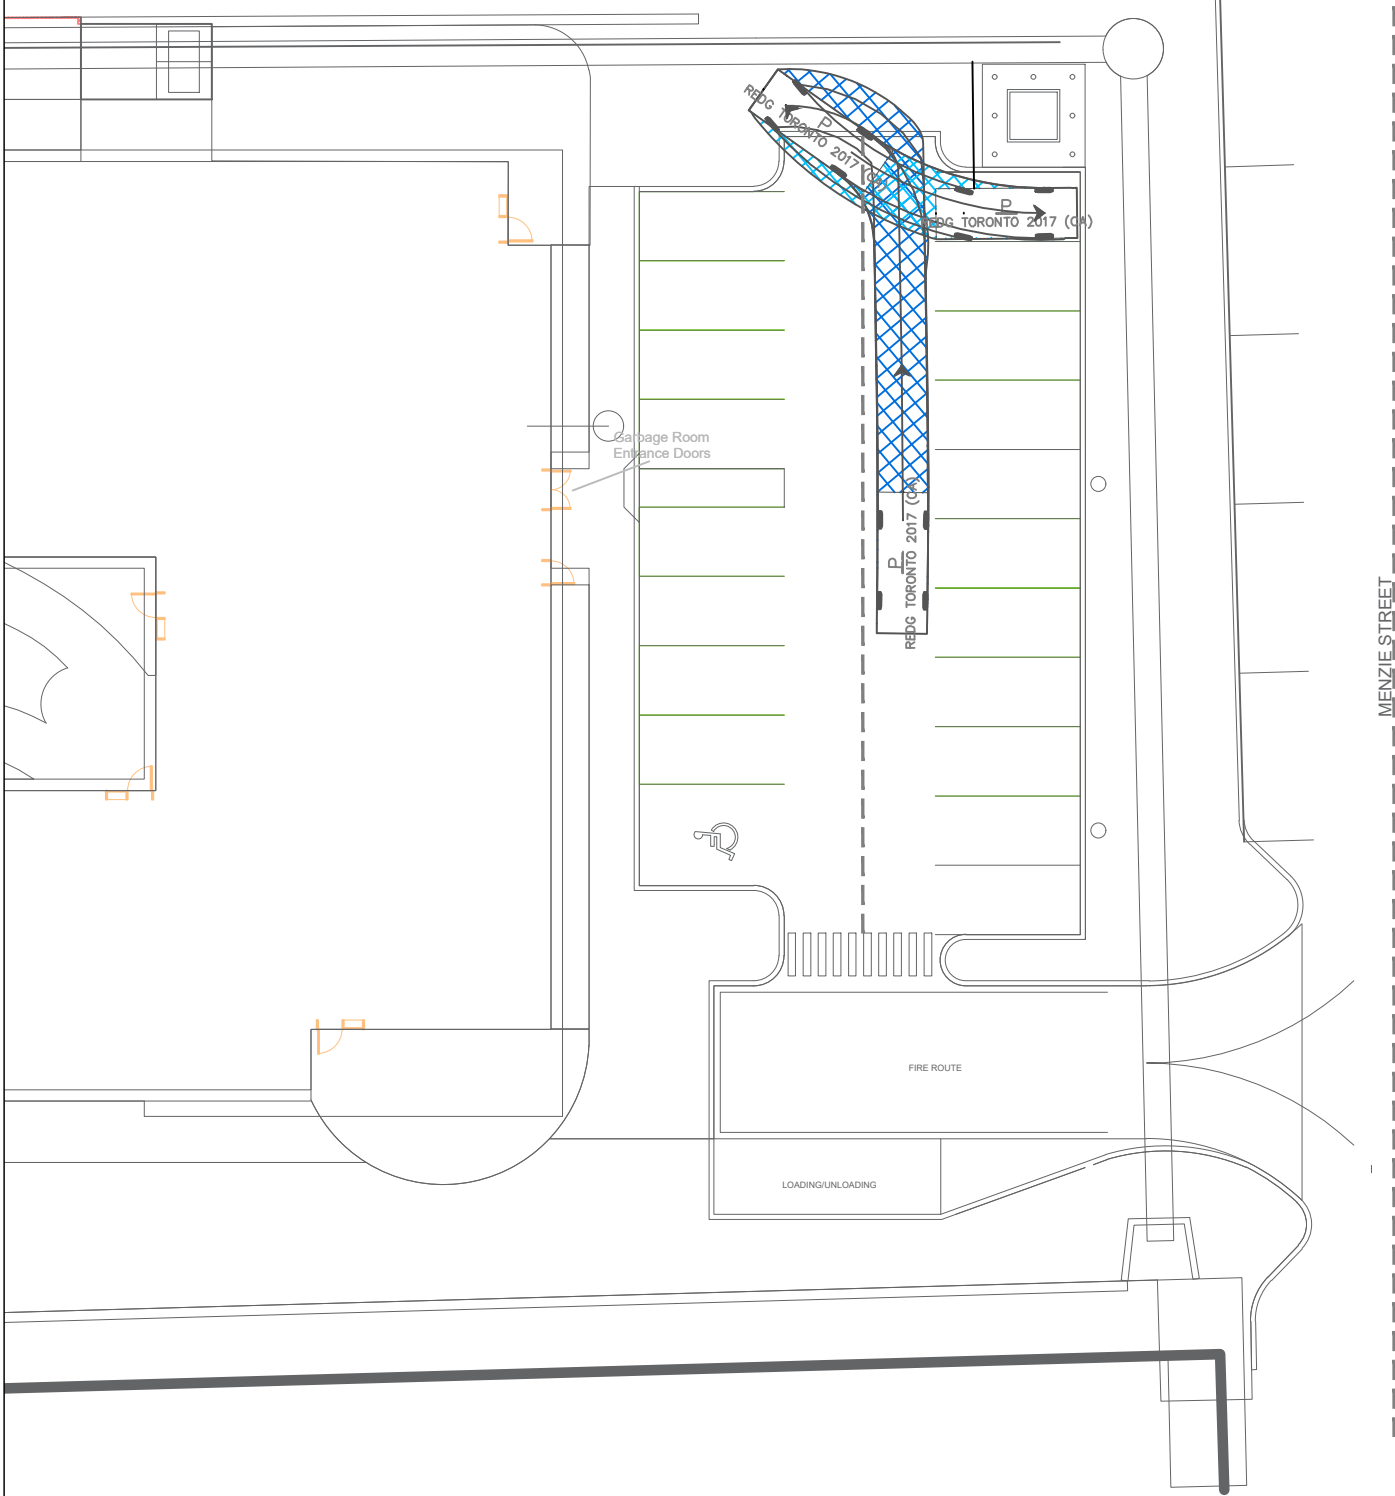 REDG TORONTO 2017 (CA)
P
P
REDG TORONTO 2017 (CA)
Garbage Room
Entrance Doors
P
REDG TORONTO 2017 (CA)
MENZIE STREET
FIRE ROUTE
LOADING/UNLOADING